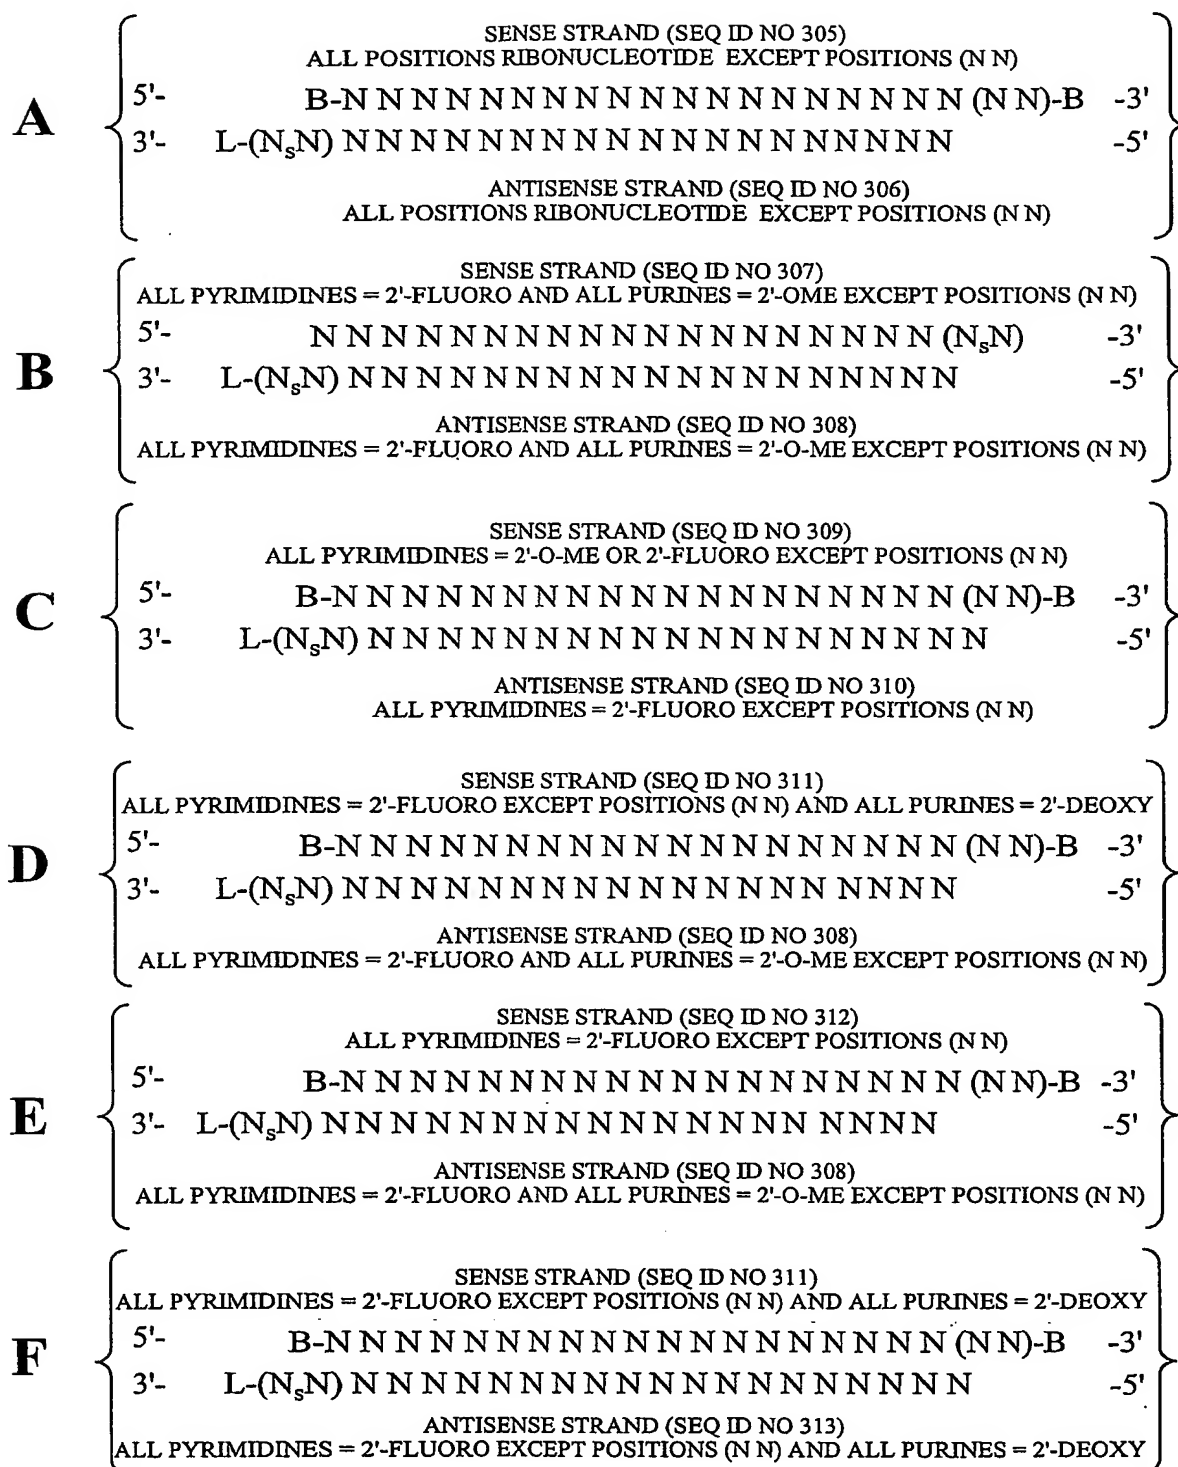 SENSE STRAND (SEQ ID NO 305)
ALL POSITIONS RIBONUCLEOTIDE EXCEPT POSITIONS (N N)
A
5'- B-N N N N N N N N N N N N N N N N N N N (N N)-B -3'
3'- L-(NsN) N N N N N N N N N N N N N N N N N N N -5'
ANTISENSE STRAND (SEQ ID NO 306)
ALL POSITIONS RIBONUCLEOTIDE EXCEPT POSITIONS (N N)
SENSE STRAND (SEQ ID NO 307)
ALL PYRIMIDINES = 2'-FLUORO AND ALL PURINES = 2'-OME EXCEPT POSITIONS (N N)
B
5'- N N N N N N N N N N N N N N N N N N N (NsN) -3'
3'- L-(NsN) N N N N N N N N N N N N N N N N N N N -5'
ANTISENSE STRAND (SEQ ID NO 308)
ALL PYRIMIDINES = 2'-FLUORO AND ALL PURINES = 2'-O-ME EXCEPT POSITIONS (N N)
SENSE STRAND (SEQ ID NO 309)
ALL PYRIMIDINES = 2'-O-ME OR 2'-FLUORO EXCEPT POSITIONS (N N)
C
5'- B-N N N N N N N N N N N N N N N N N N N (N N)-B -3'
3'- L-(NsN) N N N N N N N N N N N N N N N N N N N -5'
ANTISENSE STRAND (SEQ ID NO 310)
ALL PYRIMIDINES = 2'-FLUORO EXCEPT POSITIONS (N N)
SENSE STRAND (SEQ ID NO 311)
ALL PYRIMIDINES = 2'-FLUORO EXCEPT POSITIONS (N N) AND ALL PURINES = 2'-DEOXY
D
5'- B-N N N N N N N N N N N N N N N N N N N (N N)-B -3'
3'- L-(NsN) N N N N N N N N N N N N N N N N N N N -5'
ANTISENSE STRAND (SEQ ID NO 308)
ALL PYRIMIDINES = 2'-FLUORO AND ALL PURINES = 2'-O-ME EXCEPT POSITIONS (N N)
SENSE STRAND (SEQ ID NO 312)
ALL PYRIMIDINES = 2'-FLUORO EXCEPT POSITIONS (N N)
E
5'- B-N N N N N N N N N N N N N N N N N N N (N N)-B -3'
3'- L-(NsN) N N N N N N N N N N N N N N N N N N N -5'
ANTISENSE STRAND (SEQ ID NO 308)
ALL PYRIMIDINES = 2'-FLUORO AND ALL PURINES = 2'-O-ME EXCEPT POSITIONS (N N)
SENSE STRAND (SEQ ID NO 311)
ALL PYRIMIDINES = 2'-FLUORO EXCEPT POSITIONS (N N) AND ALL PURINES = 2'-DEOXY
F
5'- B-N N N N N N N N N N N N N N N N N N N (N N)-B -3'
3'- L-(NsN) N N N N N N N N N N N N N N N N N N N -5'
ANTISENSE STRAND (SEQ ID NO 313)
ALL PYRIMIDINES = 2'-FLUORO EXCEPT POSITIONS (N N) AND ALL PURINES = 2'-DEOXY